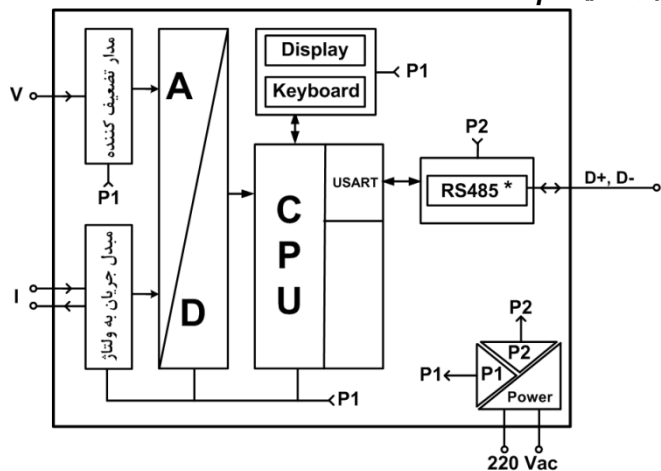 Display
Keyboard
P1
V
مدار تضعیف کننده
P1
A
D
I
مبدل جریان به ولتاژ
CPU
USART
P2
RS485 *
D+, D-
P1
P2
P2
P1
P1
Power
220 Vac